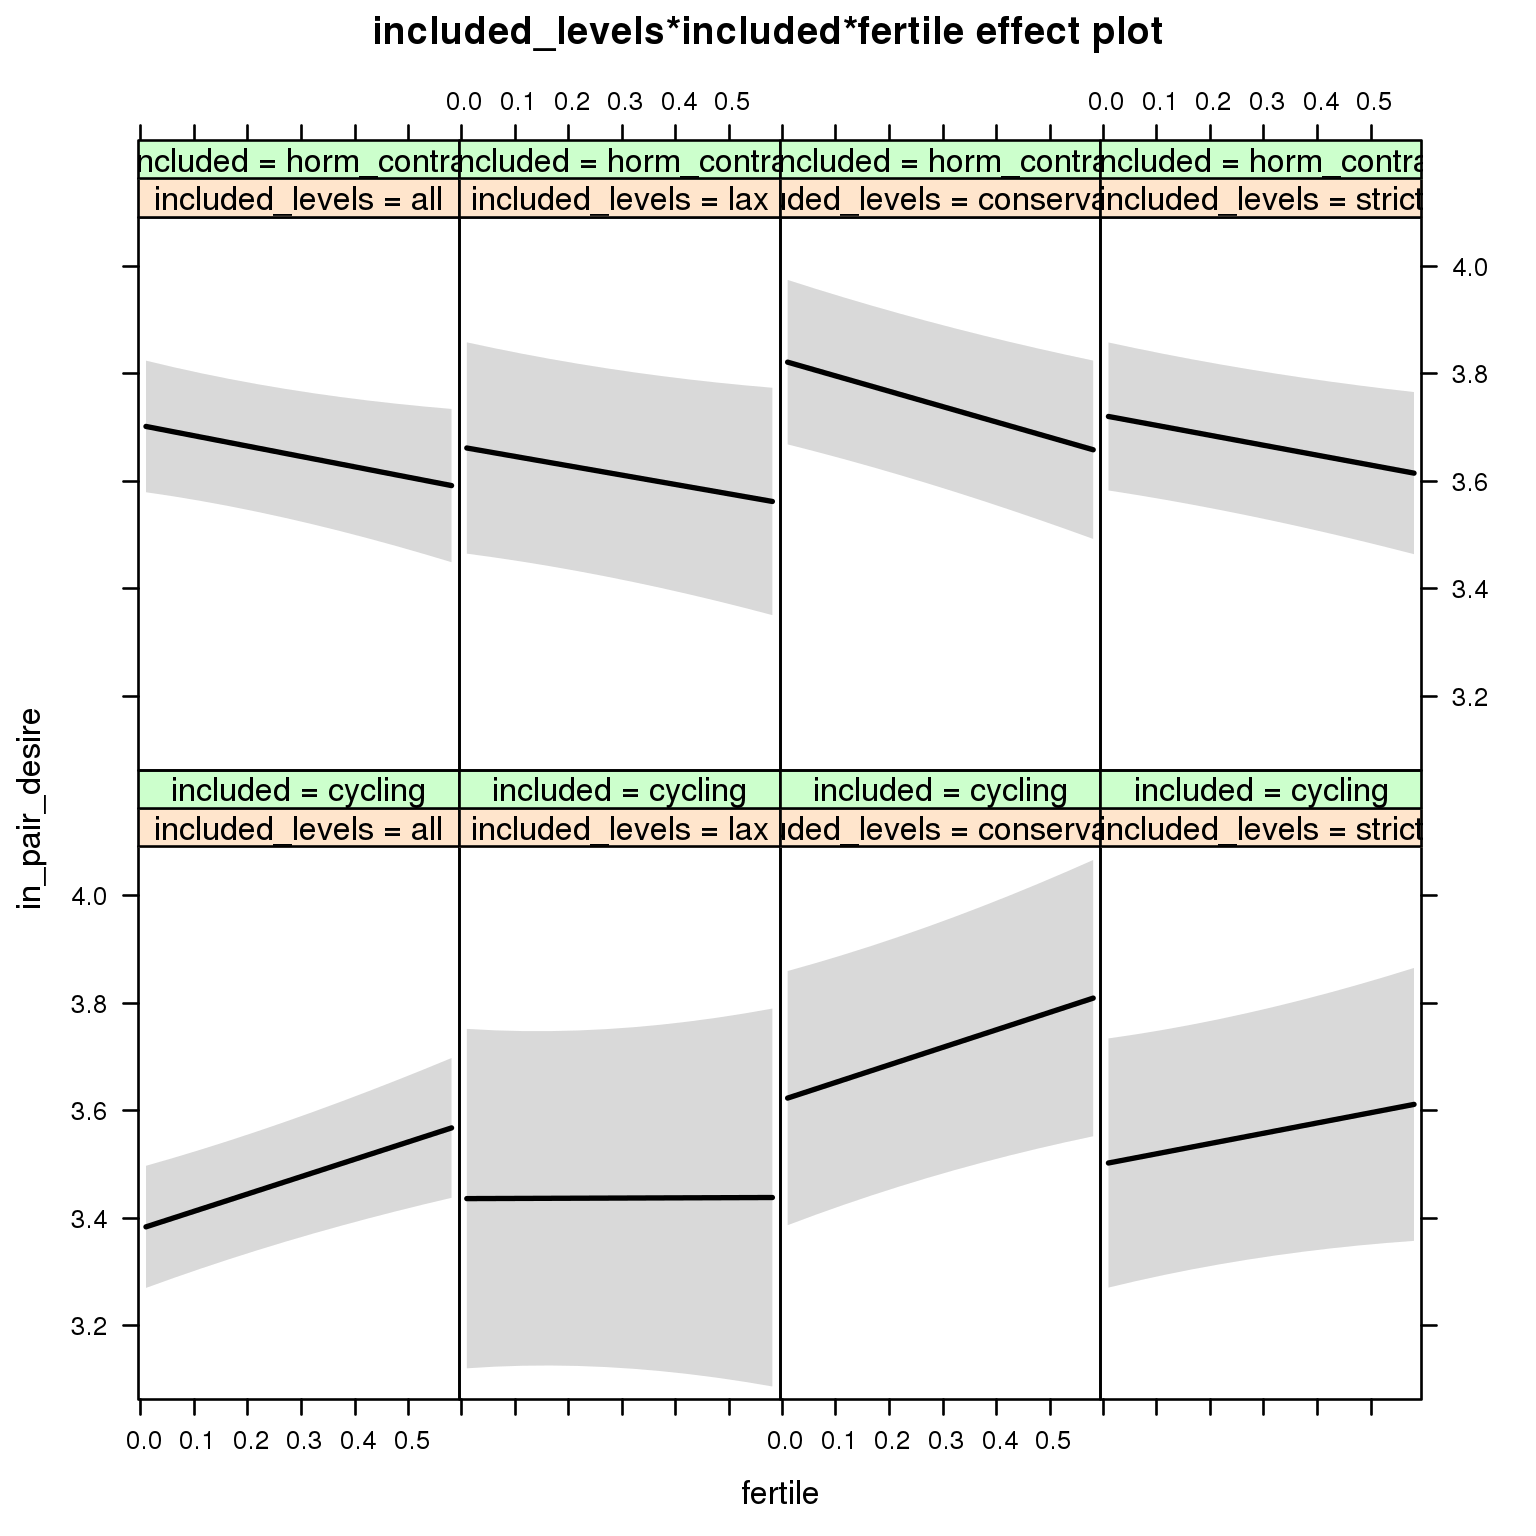 included_levels*included*fertile effect plot
0.0 0.1 0.2 0.3 0.4 0.5 0.0 0.1 0.2 0.3 0.4 0.5
ncluded = horm_contra ncluded = horm_contra ncluded = horm_contra ncluded = horm_contra
included_levels = all included_levels = lax uded_levels = conserva included_levels = strict
4.0
3.8
3.6
3.4
3.2
in_pair_desire
included = cycling included = cycling included = cycling included = cycling
included_levels = all included_levels = lax uded_levels = conserva included_levels = strict
4.0
3.8
3.6
3.4
3.2
0.0 0.1 0.2 0.3 0.4 0.5 0.0 0.1 0.2 0.3 0.4 0.5
fertile